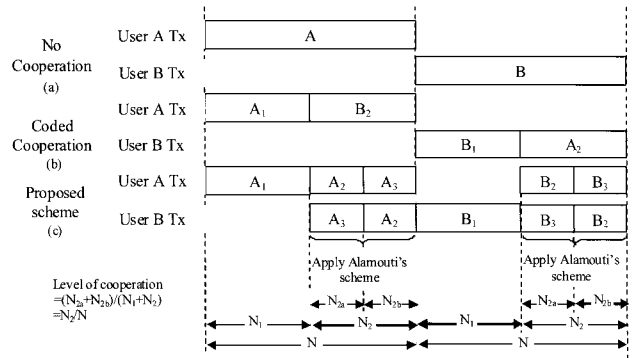 User A Tx A
No
Cooperation
(a)
User B Tx B
User A Tx A₁ B₂
Coded
Cooperation
(b)
User B Tx B₁ A₂
User A Tx A₁ A₂ A₃ B₂ B₃
Proposed
scheme
(c)
User B Tx A₃ A₂ B₁ B₃ B₂
Apply Alamouti's
scheme
Apply Alamouti's
scheme
Level of cooperation
=(N₂ₐ+N₂b)/(N₁+N₂)
=N₂/N
N₂ₐ N₂b N₂ₐ N₂b
N₁ N₂ N₁ N₂
N N